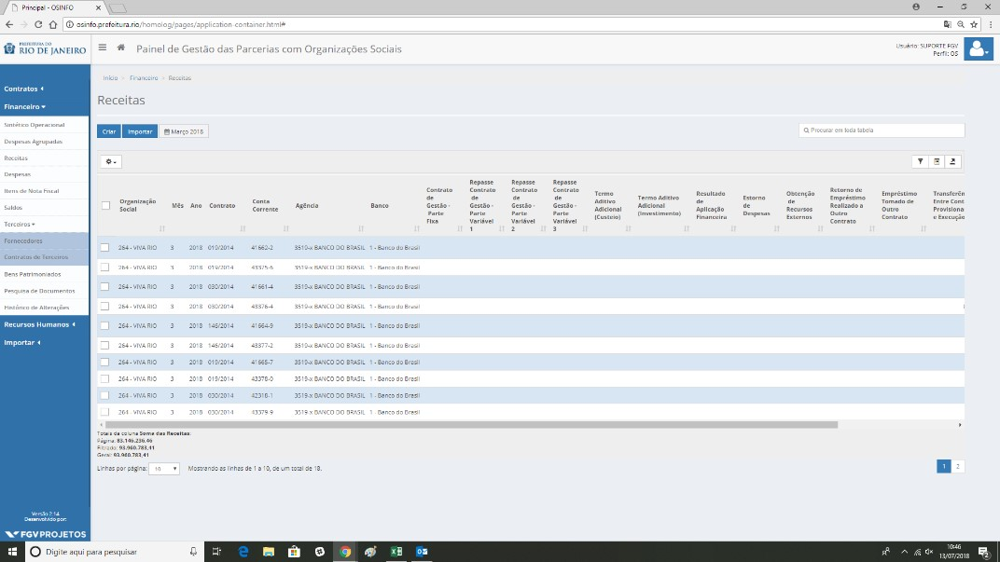 Principal - OSINFO
osinfo.prefeitura.rio/homolog/pages/application-container.html#
PREFEITURA DO
RIO DE JANEIRO
Painel de Gestão das Parcerias com Organizações Sociais
Usuário: SUPORTE FGV
Perfil: OS
Início > Financeiro > Receitas
Receitas
Contratos
Financeiro
Sintético Operacional
Despesas Agrupadas
Receitas
Despesas
Itens de Nota Fiscal
Saldos
Terceiros
Fornecedores
Contratos de Terceiros
Bens Patrimoniados
Pesquisa de Documentos
Histórico de Alterações
Recursos Humanos
Importar
Versão 2.14
Desenvolvido por:
FGV PROJETOS
Criar Importar Março 2018
Procurar em toda tabela
Organização Social
Mês
Ano
Contrato
Conta Corrente
Agência
Banco
Contrato de Gestão - Parte Fixa
Repasse Contrato de Gestão - Parte Variável 1
Repasse Contrato de Gestão - Parte Variável 2
Repasse Contrato de Gestão - Parte Variável 3
Termo Aditivo Adicional (Custeio)
Termo Aditivo Adicional (Investimento)
Resultado de Aplicação Financeira
Estorno de Despesas
Obtenção de Recursos Externos
Retorno de Empréstimo Realizado a Outro Contrato
Empréstimo Tomado de Outro Contrato
Transferên Entre Cont Provisiona e Execução
264 - VIVA RIO 3 2018 019/2014 41662-2 3519-x BANCO DO BRASIL 1 - Banco do Brasil
264 - VIVA RIO 3 2018 019/2014 43375-6 3519-x BANCO DO BRASIL 1 - Banco do Brasil
264 - VIVA RIO 3 2018 030/2014 41661-4 3519-x BANCO DO BRASIL 1 - Banco do Brasil
264 - VIVA RIO 3 2018 030/2014 43376-4 3519-x BANCO DO BRASIL 1 - Banco do Brasil
264 - VIVA RIO 3 2018 146/2014 41664-9 3519-x BANCO DO BRASIL 1 - Banco do Brasil
264 - VIVA RIO 3 2018 146/2014 43377-2 3519-x BANCO DO BRASIL 1 - Banco do Brasil
264 - VIVA RIO 3 2018 019/2014 41665-7 3519-x BANCO DO BRASIL 1 - Banco do Brasil
264 - VIVA RIO 3 2018 019/2014 43378-0 3519-x BANCO DO BRASIL 1 - Banco do Brasil
264 - VIVA RIO 3 2018 030/2014 42318-1 3519-x BANCO DO BRASIL 1 - Banco do Brasil
264 - VIVA RIO 3 2018 030/2014 43379-9 3519-x BANCO DO BRASIL 1 - Banco do Brasil
Totais da coluna Soma das Receitas:
Página: 83.146.236,46
Filtrado: 93.960.783,41
Geral: 93.960.783,41
Linhas por página: 10 Mostrando as linhas de 1 a 10, de um total de 18.
1 2
Digite aqui para pesquisar
10:46
13/07/2018